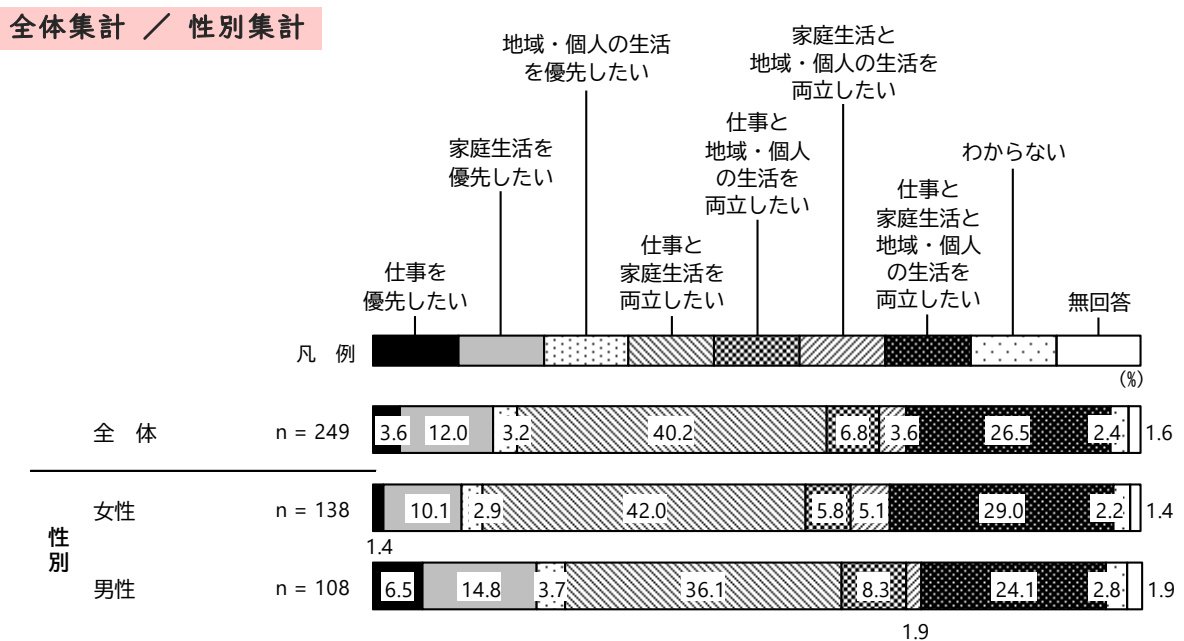 全体集計 ／ 性別集計
地域・個人の生活
を優先したい
家庭生活と
地域・個人の生活を
両立したい
家庭生活を
優先したい
仕事と
地域・個人
の生活を
両立したい
わからない
仕事を
優先したい
仕事と
家庭生活を
両立したい
仕事と
家庭生活と
地域・個人
の生活を
両立したい
無回答
凡 例
(%)
全 体 n = 249 3.6 12.0 3.2 40.2 6.8 3.6 26.5 2.4 1.6
性別
女性 n = 138 1.4 10.1 2.9 42.0 5.8 5.1 29.0 2.2 1.4
男性 n = 108 6.5 14.8 3.7 36.1 8.3 1.9 24.1 2.8 1.9